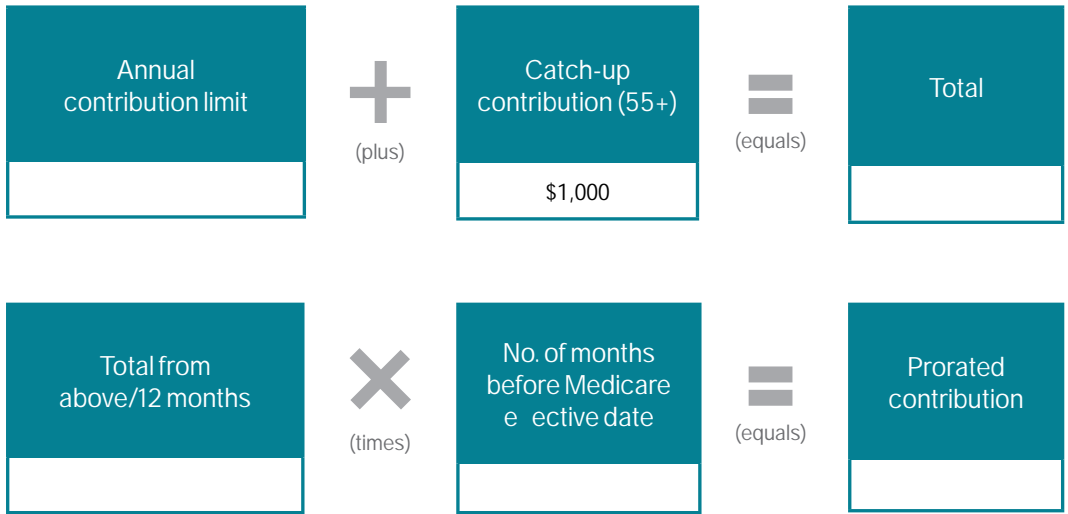 Annual
contribution limit
(plus)
Catch-up
contribution (55+)
(equals)
Total
$1,000
Total from
above/12 months
(times)
No. of months
before Medicare
e ective date
(equals)
Prorated
contribution